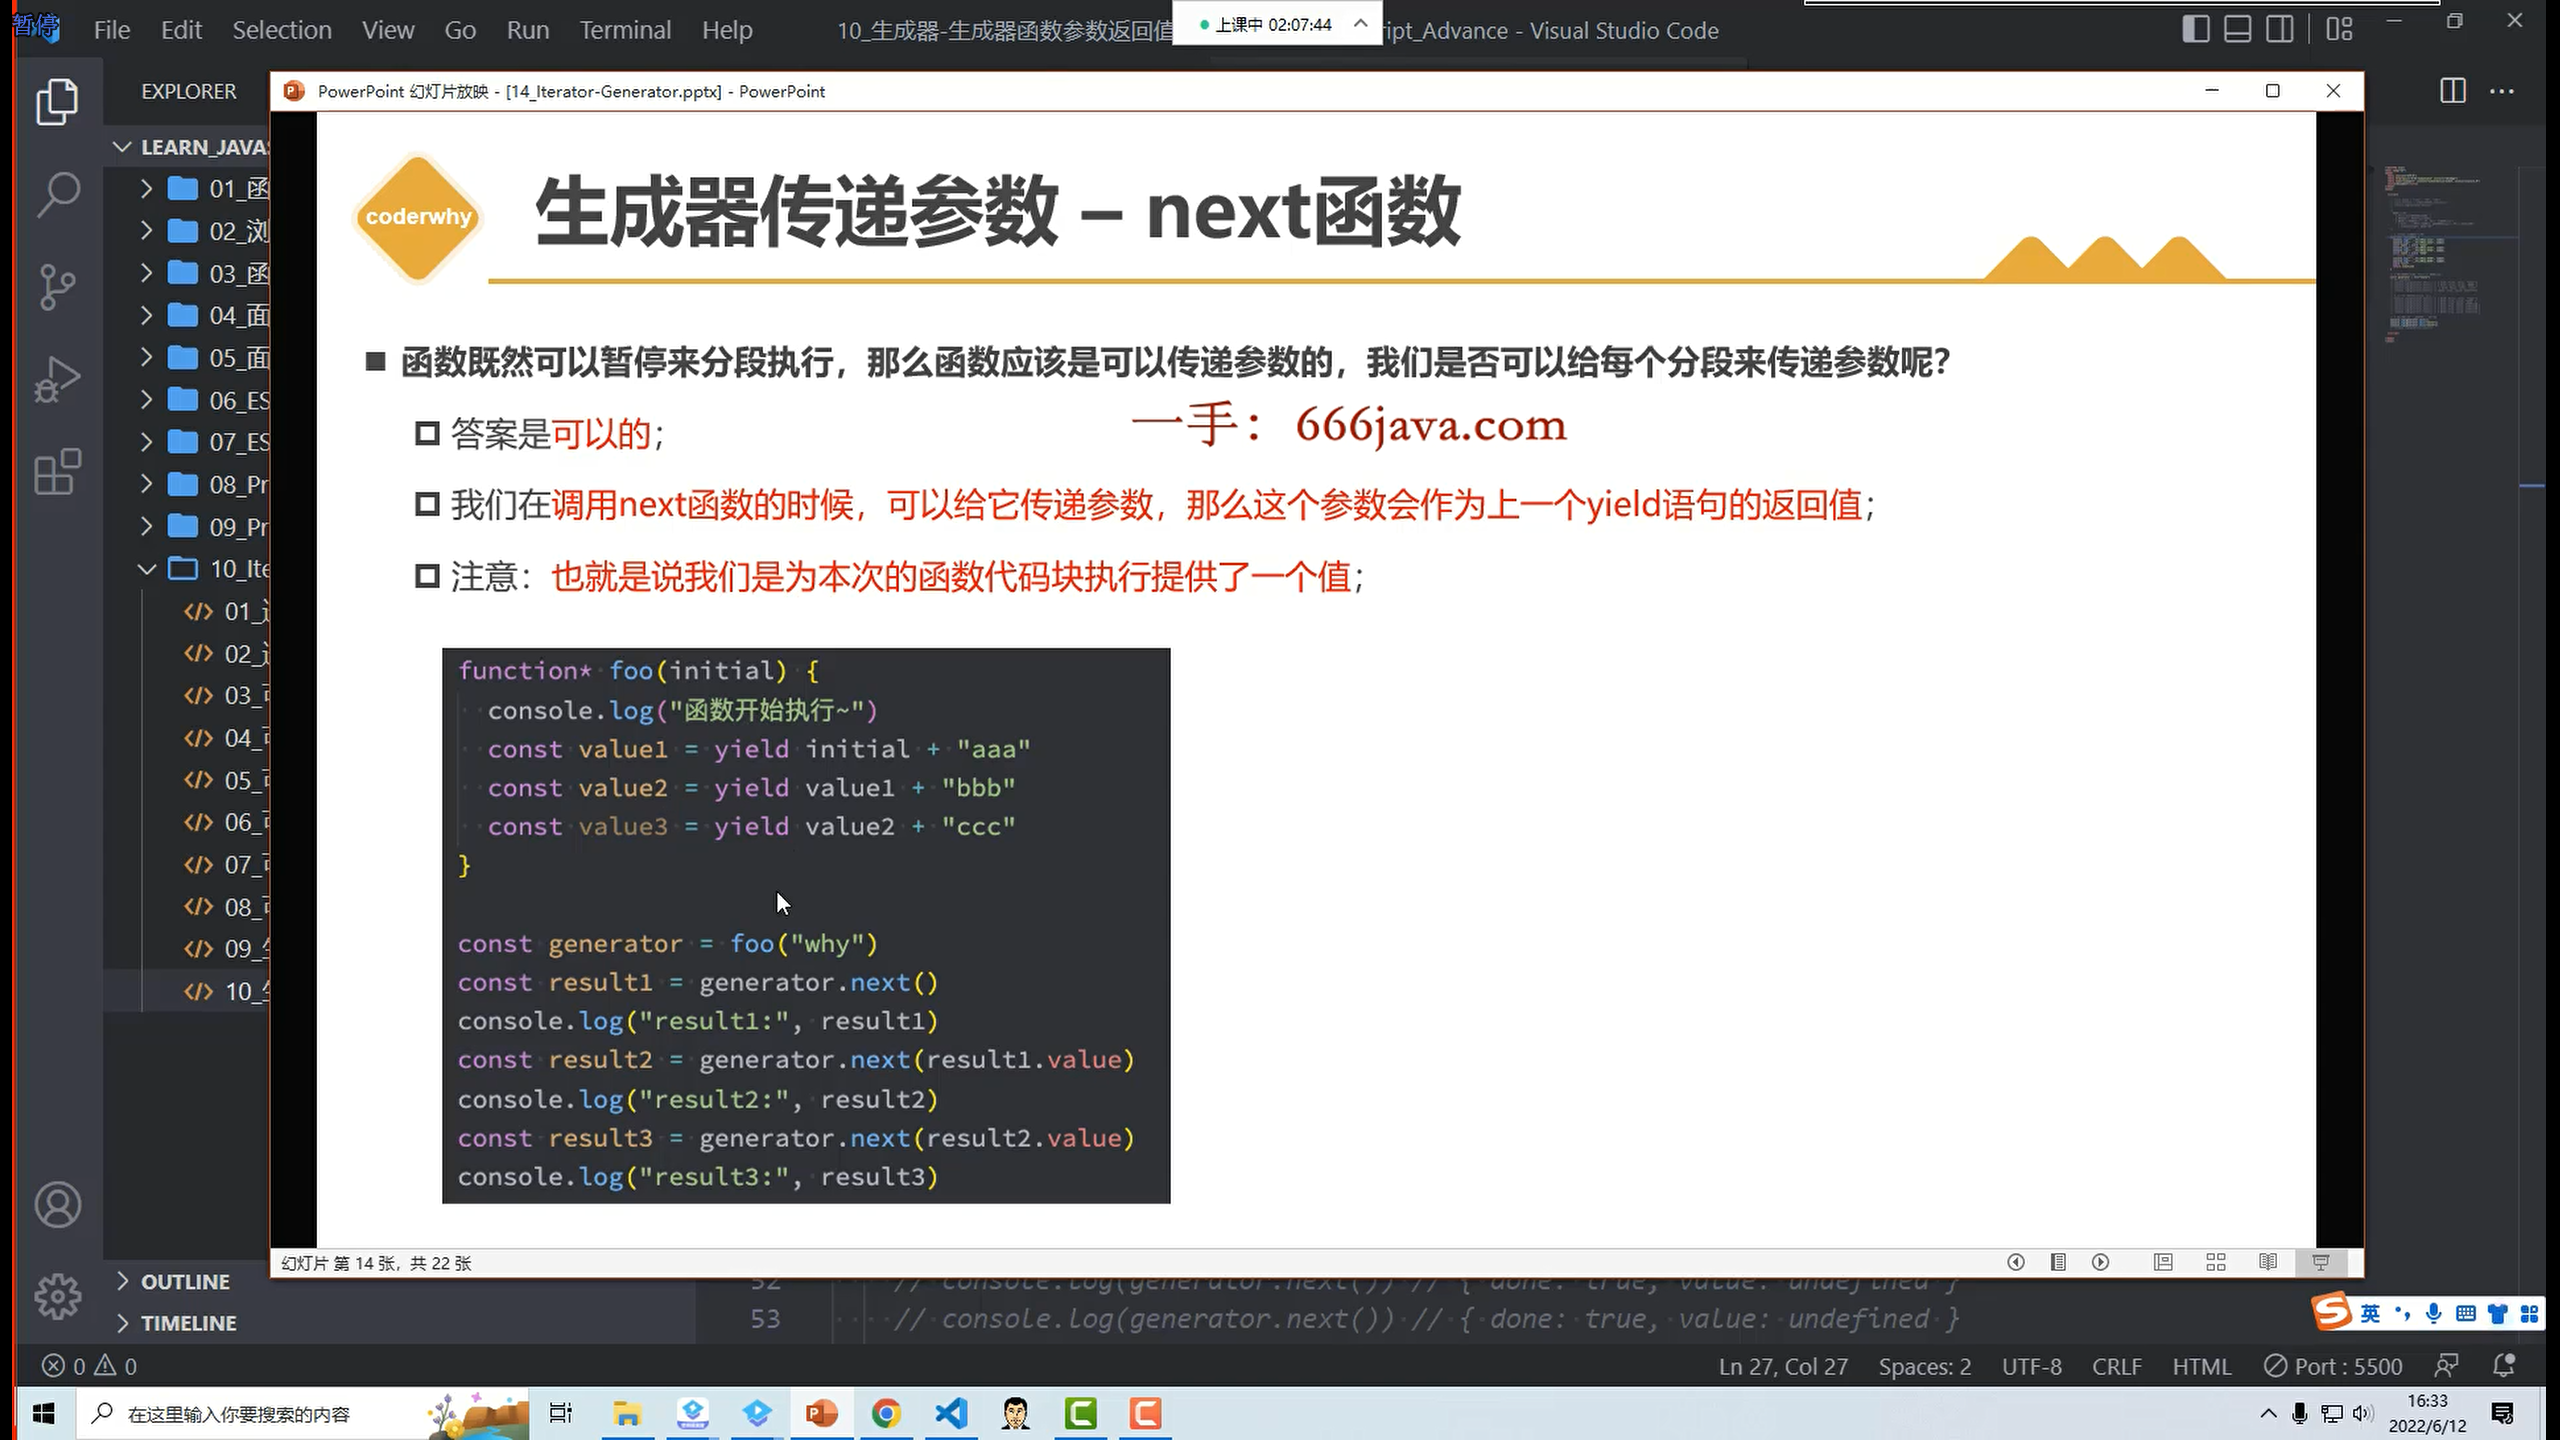 暂停
File Edit Selection View Go Run Terminal Help
10_生成器-生成器函数参数返回值
上课中 02:07:44
ipt_Advance - Visual Studio Code
EXPLORER
PowerPoint 幻灯片放映 - [14_Iterator-Generator.pptx] - PowerPoint
LEARN_JAVAS
01_函
02_浏
03_函
04_面
05_面
06_ES
07_ES
08_Pr
09_Pr
10_Ite
01_
02_
03_
04_
05_
06_
07_
08_
09_
10_
coderwhy
生成器传递参数 – next函数
函数既然可以暂停来分段执行，那么函数应该是可以传递参数的，我们是否可以给每个分段来传递参数呢？
答案是可以的；
一手： 666java.com
我们在调用next函数的时候，可以给它传递参数，那么这个参数会作为上一个yield语句的返回值；
注意：也就是说我们是为本次的函数代码块执行提供了一个值；
function* foo(initial) {
console.log("函数开始执行~")
const value1 = yield initial + "aaa"
const value2 = yield value1 + "bbb"
const value3 = yield value2 + "ccc"
}
const generator = foo("why")
const result1 = generator.next()
console.log("result1:", result1)
const result2 = generator.next(result1.value)
console.log("result2:", result2)
const result3 = generator.next(result2.value)
console.log("result3:", result3)
幻灯片 第 14 张，共 22 张
OUTLINE
TIMELINE
52 // console.log(generator.next()) // { done: true, value: undefined }
53 // console.log(generator.next()) // { done: true, value: undefined }
英
0 0
Ln 27, Col 27 Spaces: 2 UTF-8 CRLF HTML Port : 5500
在这里输入你要搜索的内容
16:33
2022/6/12